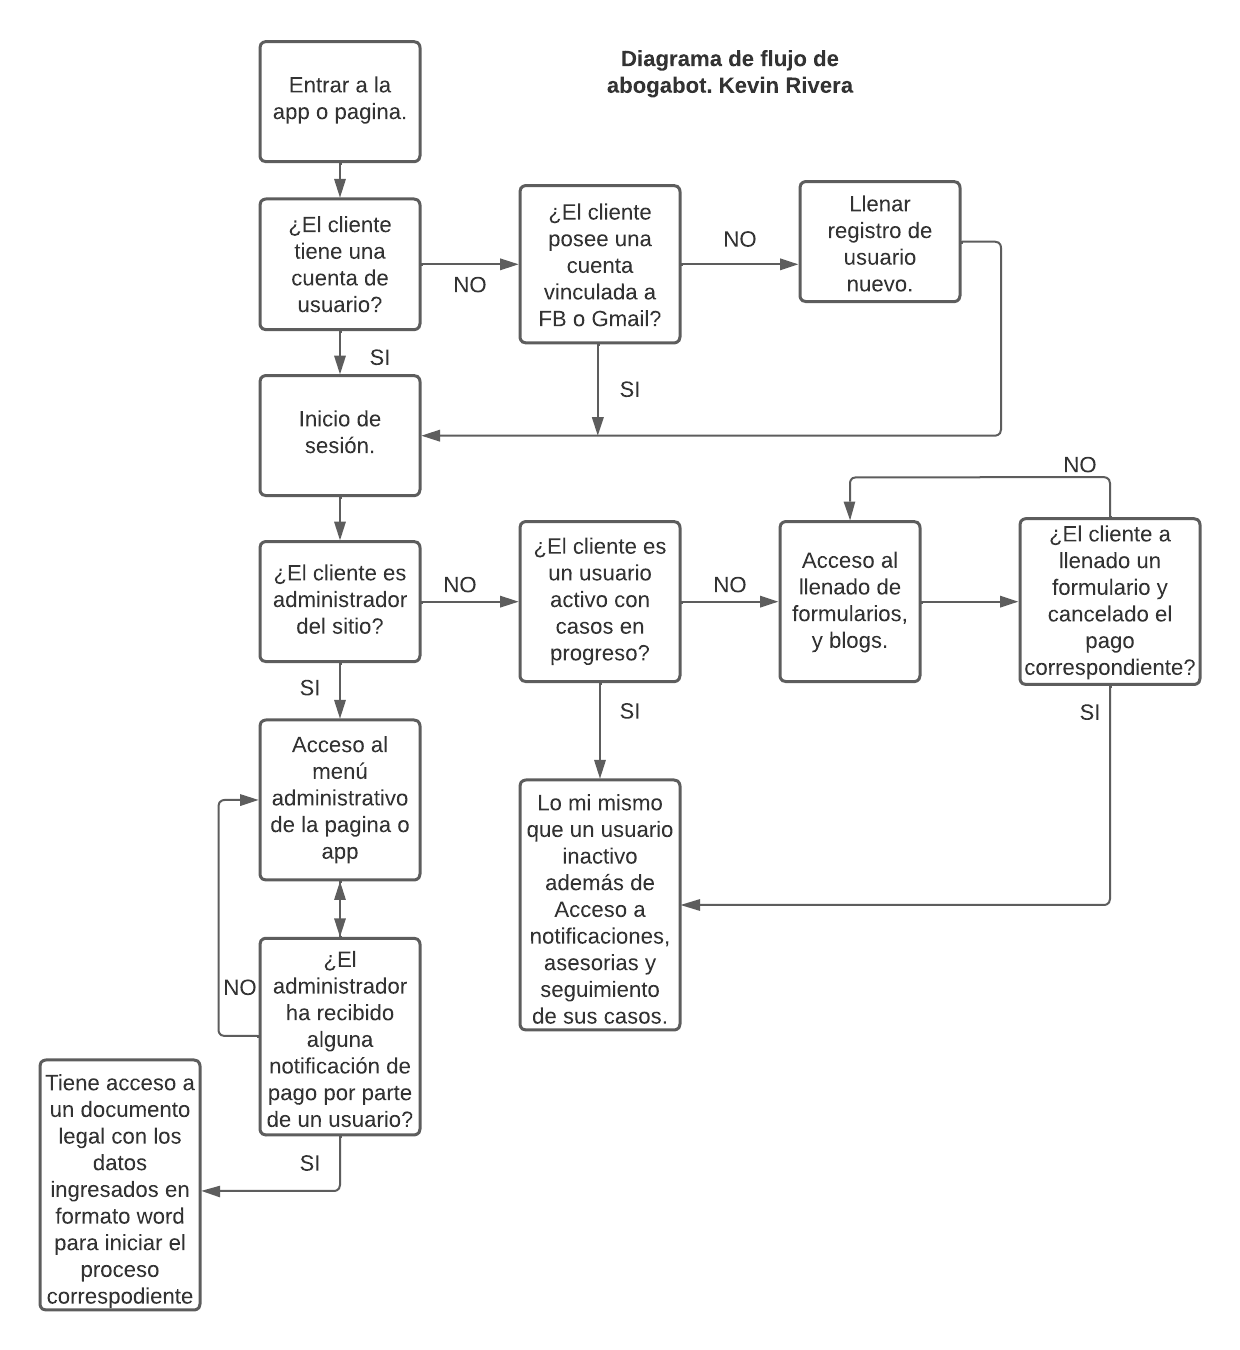 Diagrama de flujo de
abogabot. Kevin Rivera
Entrar a la
app o pagina.
¿El cliente
tiene una
cuenta de
usuario?
NO
¿El cliente
posee una
cuenta
vinculada a
FB o Gmail?
NO
Llenar
registro de
usuario
nuevo.
SI
SI
Inicio de
sesión.
¿El cliente es
administrador
del sitio?
NO
¿El cliente es
un usuario
activo con
casos en
progreso?
NO
Acceso al
llenado de
formularios,
y blogs.
NO
¿El cliente a
llenado un
formulario y
cancelado el
pago
correspondiente?
SI
SI
SI
Acceso al
menú
administrativo
de la pagina o
app
Lo mi mismo
que un usuario
inactivo
además de
Acceso a
notificaciones,
asesorias y
seguimiento
de sus casos.
NO
¿El
administrador
ha recibido
alguna
notificación de
pago por parte
de un usuario?
SI
Tiene acceso a
un documento
legal con los
datos
ingresados en
formato word
para iniciar el
proceso
correspodiente